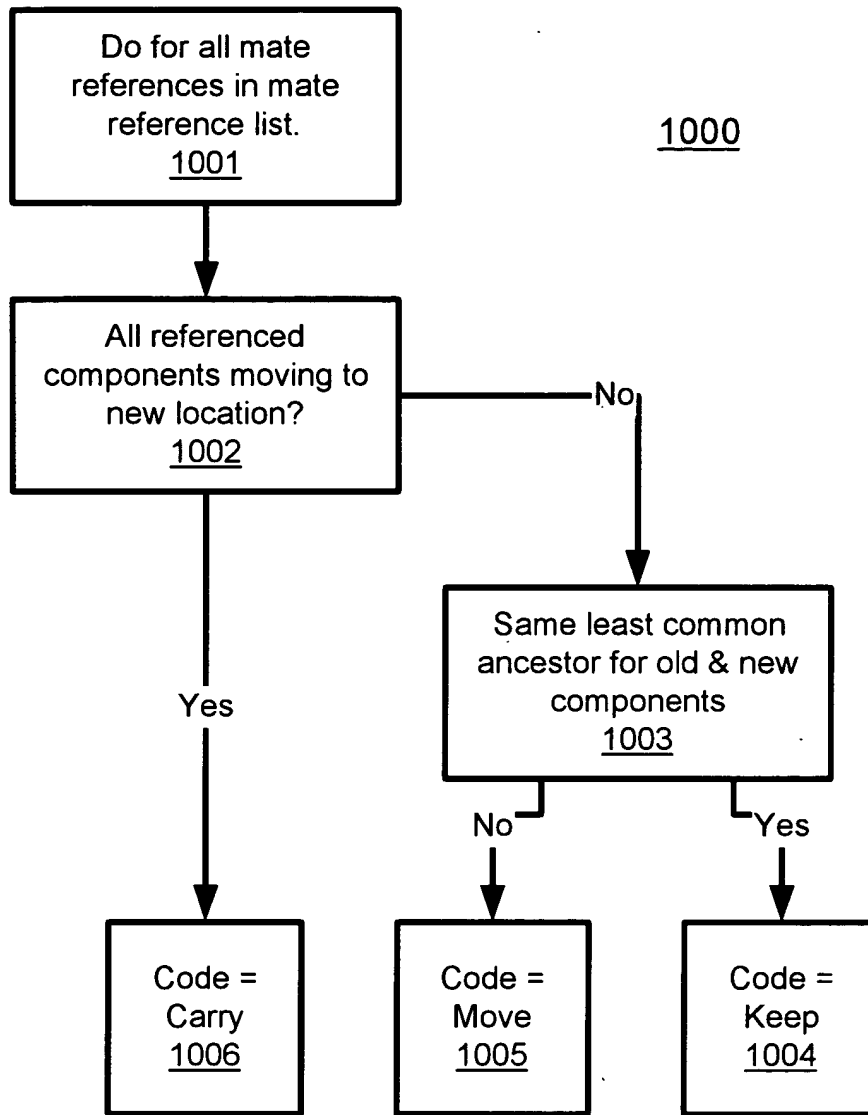 Do for all mate
references in mate
reference list.
1001
1000
All referenced
components moving to
new location?
1002
No
Same least common
ancestor for old & new
components
1003
Yes
No
Yes
Code =
Carry
1006
Code =
Move
1005
Code =
Keep
1004